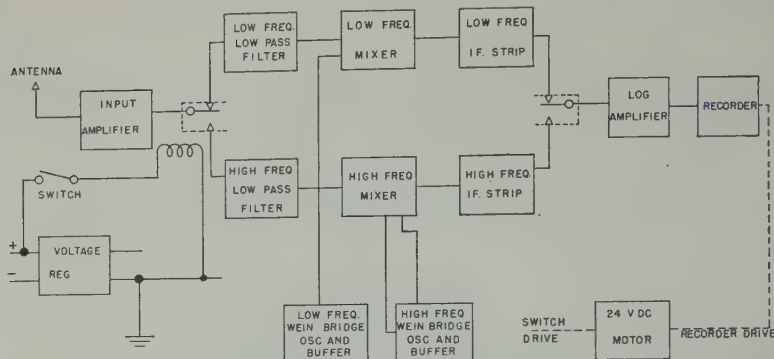 ANTENNA
INPUT
AMPLIFIER
LOW FREQ.
LOW PASS
FILTER
LOW FREQ.
MIXER
LOW FREQ
IF. STRIP
LOG
AMPLIFIER
RECORDER
SWITCH
HIGH FREQ
LOW PASS
FILTER
HIGH FREQ
MIXER
HIGH FREQ
IF. STRIP
+
-
VOLTAGE
REG
LOW FREQ.
WEIN BRIDGE
OSC AND
BUFFER
HIGH FREQ
WEIN BRIDGE
OSC AND
BUFFER
SWITCH
DRIVE
24 V DC
MOTOR
RECORDER DRIVE